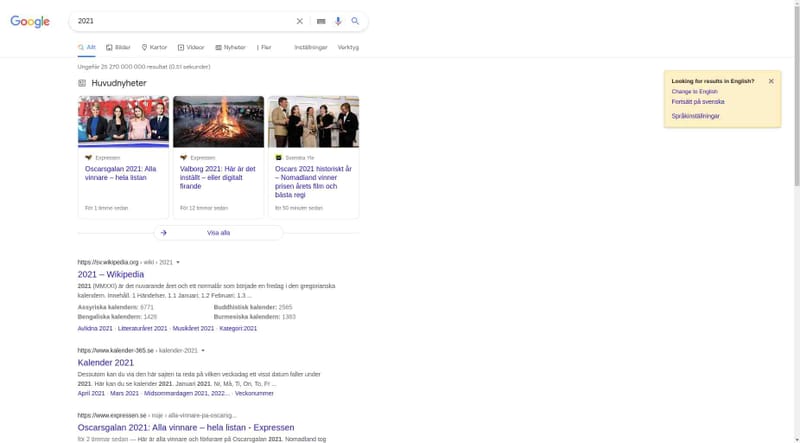 Google
2021
Allt Bilder Kartor Videor Nyheter Fler Inställningar Verktyg
Ungefär 25 270 000 000 resultat (0,51 sekunder)
Huvudnyheter
Expressen
Oscarsgalan 2021: Alla
vinnare – hela listan
För 1 timme sedan
Expressen
Valborg 2021: Här är det
inställt – eller digitalt
firande
För 12 timmar sedan
Svenska Yle
Oscars 2021 historiskt år
– Nomadland vinner
prisen årets film och
bästa regi
för 50 minuter sedan
Visa alla
https://sv.wikipedia.org › wiki › 2021
2021 – Wikipedia
2021 (MMXXI) är det nuvarande året och ett normalår som började en fredag i den gregorianska
kalendern. Innehåll. 1 Händelser. 1.1 Januari; 1.2 Februari; 1.3 ...
Assyriska kalendern: 6771 Buddhistisk kalender: 2565
Bengaliska kalendern: 1428 Burmesiska kalender: 1383
Avlidna 2021 · Litteraturåret 2021 · Musikåret 2021 · Kategori:2021
https://www.kalender-365.se › kalender-2021
Kalender 2021
Dessutom kan du via den här sajten ta reda på vilken veckodag ett visst datum faller under
2021. Här kan du se kalender 2021. Januari 2021. Nr, Må, Ti, On, To, Fr ...
April 2021 · Mars 2021 · Midsommardagen 2021, 2022... · Veckonummer
https://www.expressen.se › noje › alla-vinnare-pa-oscarsg...
Oscarsgalan 2021: Alla vinnare – hela listan - Expressen
för 2 timmar sedan — Här är alla vinnare och förlorare på Oscarsgalan 2021. Nomadland tog
Looking for results in English?
Change to English
Fortsätt på svenska
Språkinställningar